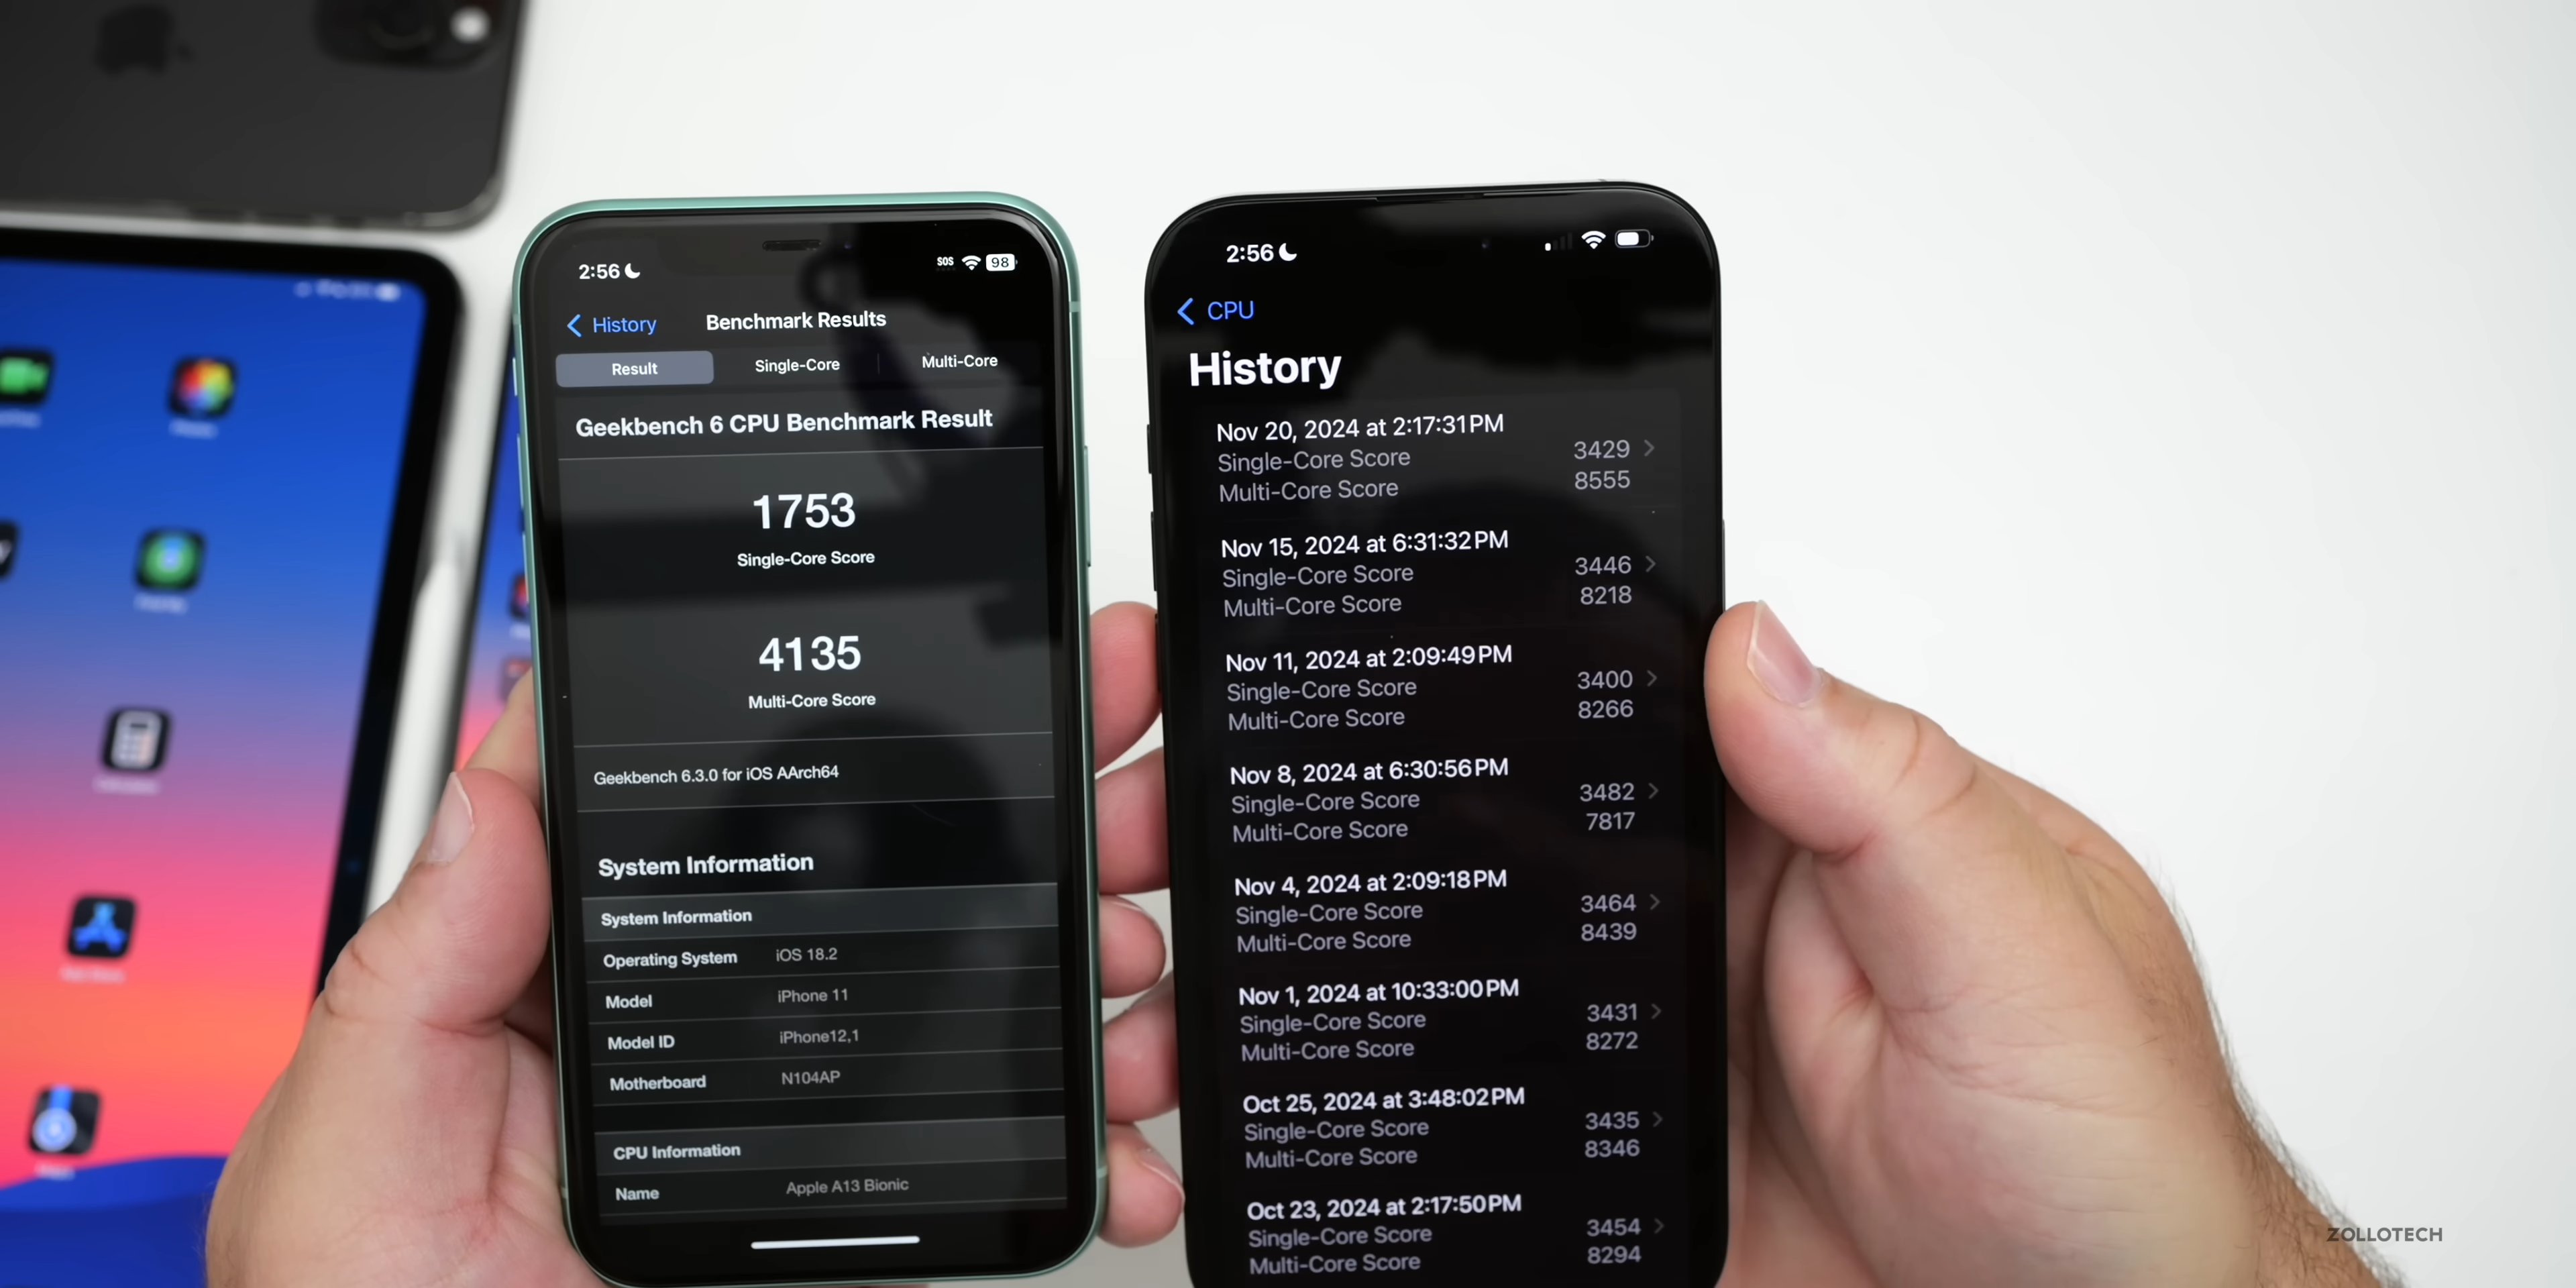 2:56
SOS
98
History
Benchmark Results
Result
Single-Core
Multi-Core
Geekbench 6 CPU Benchmark Result
1753
Single-Core Score
4135
Multi-Core Score
Geekbench 6.3.0 for iOS AArch64
System Information
System Information
Operating System iOS 18.2
Model iPhone 11
Model ID iPhone12,1
Motherboard N104AP
CPU Information
Name Apple A13 Bionic
2:56
CPU
History
Nov 20, 2024 at 2:17:31 PM
Single-Core Score 3429
Multi-Core Score 8555
Nov 15, 2024 at 6:31:32 PM
Single-Core Score 3446
Multi-Core Score 8218
Nov 11, 2024 at 2:09:49 PM
Single-Core Score 3400
Multi-Core Score 8266
Nov 8, 2024 at 6:30:56 PM
Single-Core Score 3482
Multi-Core Score 7817
Nov 4, 2024 at 2:09:18 PM
Single-Core Score 3464
Multi-Core Score 8439
Nov 1, 2024 at 10:33:00 PM
Single-Core Score 3431
Multi-Core Score 8272
Oct 25, 2024 at 3:48:02 PM
Single-Core Score 3435
Multi-Core Score 8346
Oct 23, 2024 at 2:17:50 PM
Single-Core Score 3454
Multi-Core Score 8294
ZOLLOTECH